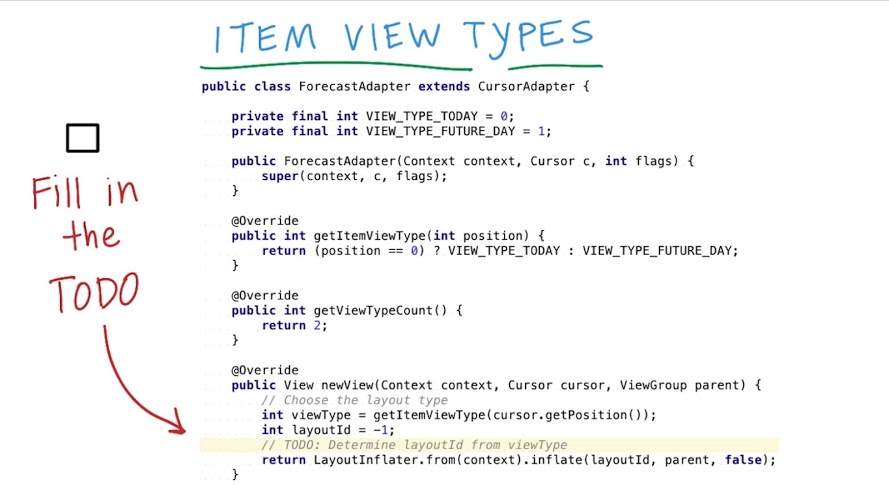 ITEM VIEW TYPES
public class ForecastAdapter extends CursorAdapter {
private final int VIEW_TYPE_TODAY = 0;
private final int VIEW_TYPE_FUTURE_DAY = 1;
public ForecastAdapter(Context context, Cursor c, int flags) {
super(context, c, flags);
}
@Override
public int getItemViewType(int position) {
return (position == 0) ? VIEW_TYPE_TODAY : VIEW_TYPE_FUTURE_DAY;
}
@Override
public int getViewTypeCount() {
return 2;
}
@Override
public View newView(Context context, Cursor cursor, ViewGroup parent) {
// Choose the layout type
int viewType = getItemViewType(cursor.getPosition());
int layoutId = -1;
// TODO: Determine layoutId from viewType
return LayoutInflater.from(context).inflate(layoutId, parent, false);
}
Fill in
the
TODO